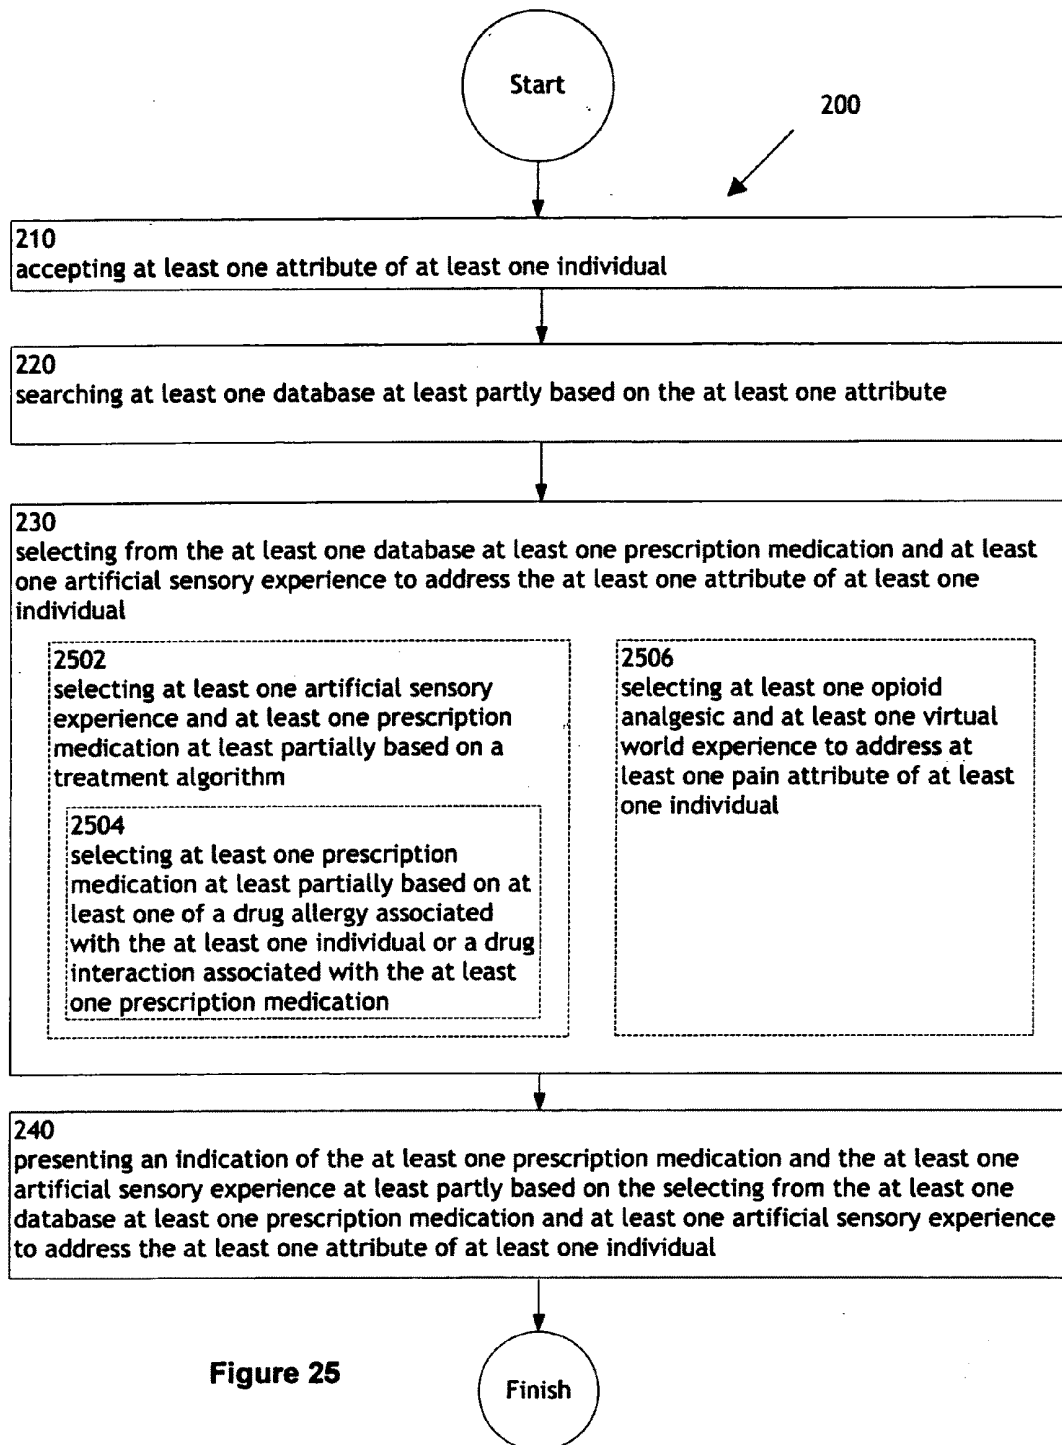 Start
200
210
accepting at least one attribute of at least one individual
220
searching at least one database at least partly based on the at least one attribute
230
selecting from the at least one database at least one prescription medication and at least
one artificial sensory experience to address the at least one attribute of at least one
individual
2502
selecting at least one artificial sensory
experience and at least one prescription
medication at least partially based on a
treatment algorithm
2504
selecting at least one prescription
medication at least partially based on at
least one of a drug allergy associated
with the at least one individual or a drug
interaction associated with the at least
one prescription medication
2506
selecting at least one opioid
analgesic and at least one virtual
world experience to address at
least one pain attribute of at least
one individual
240
presenting an indication of the at least one prescription medication and the at least one
artificial sensory experience at least partly based on the selecting from the at least one
database at least one prescription medication and at least one artificial sensory experience
to address the at least one attribute of at least one individual
Figure 25
Finish